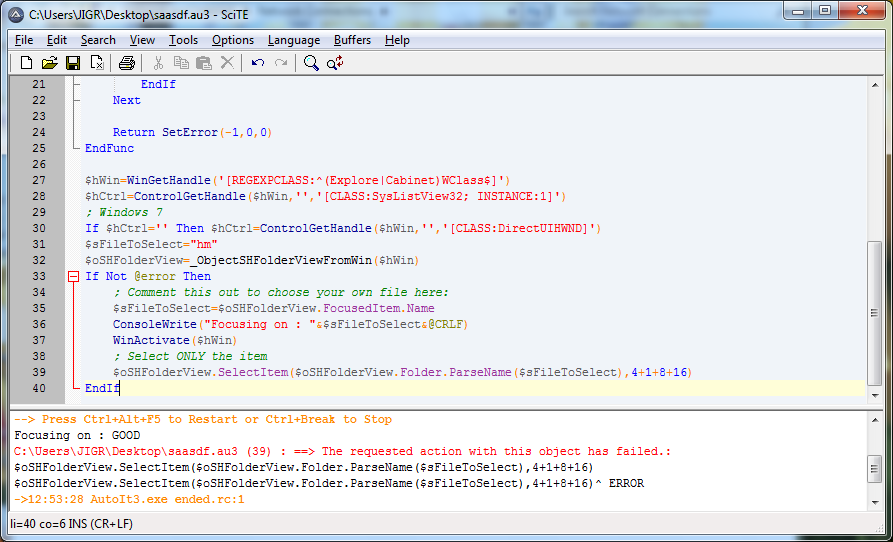 C:\Users\JIGR\Desktop\saasdf.au3 - SciTE
File Edit Search View Tools Options Language Buffers Help
21 EndIf
22 Next
23
24 Return SetError(-1,0,0)
25 EndFunc
26
27 $hWin=WinGetHandle('[REGEXPCLASS:^(Explore|Cabinet)WClass$]')
28 $hCtrl=ControlGetHandle($hWin,'','[CLASS:SysListView32; INSTANCE:1]')
29 ; Windows 7
30 If $hCtrl='' Then $hCtrl=ControlGetHandle($hWin,'','[CLASS:DirectUIHWND]')
31 $sFileToSelect="hm"
32 $oSHFolderView=_ObjectSHFolderViewFromWin($hWin)
33 If Not @error Then
34 ; Comment this out to choose your own file here:
35 $sFileToSelect=$oSHFolderView.FocusedItem.Name
36 ConsoleWrite("Focusing on : "&$sFileToSelect&@CRLF)
37 WinActivate($hWin)
38 ; Select ONLY the item
39 $oSHFolderView.SelectItem($oSHFolderView.Folder.ParseName($sFileToSelect),4+1+8+16)
40 EndIf
--> Press Ctrl+Alt+F5 to Restart or Ctrl+Break to Stop
Focusing on : GOOD
C:\Users\JIGR\Desktop\saasdf.au3 (39) : ==> The requested action with this object has failed.:
$oSHFolderView.SelectItem($oSHFolderView.Folder.ParseName($sFileToSelect),4+1+8+16)
$oSHFolderView.SelectItem($oSHFolderView.Folder.ParseName($sFileToSelect),4+1+8+16)^ ERROR
->12:53:28 AutoIt3.exe ended.rc:1
li=40 co=6 INS (CR+LF)